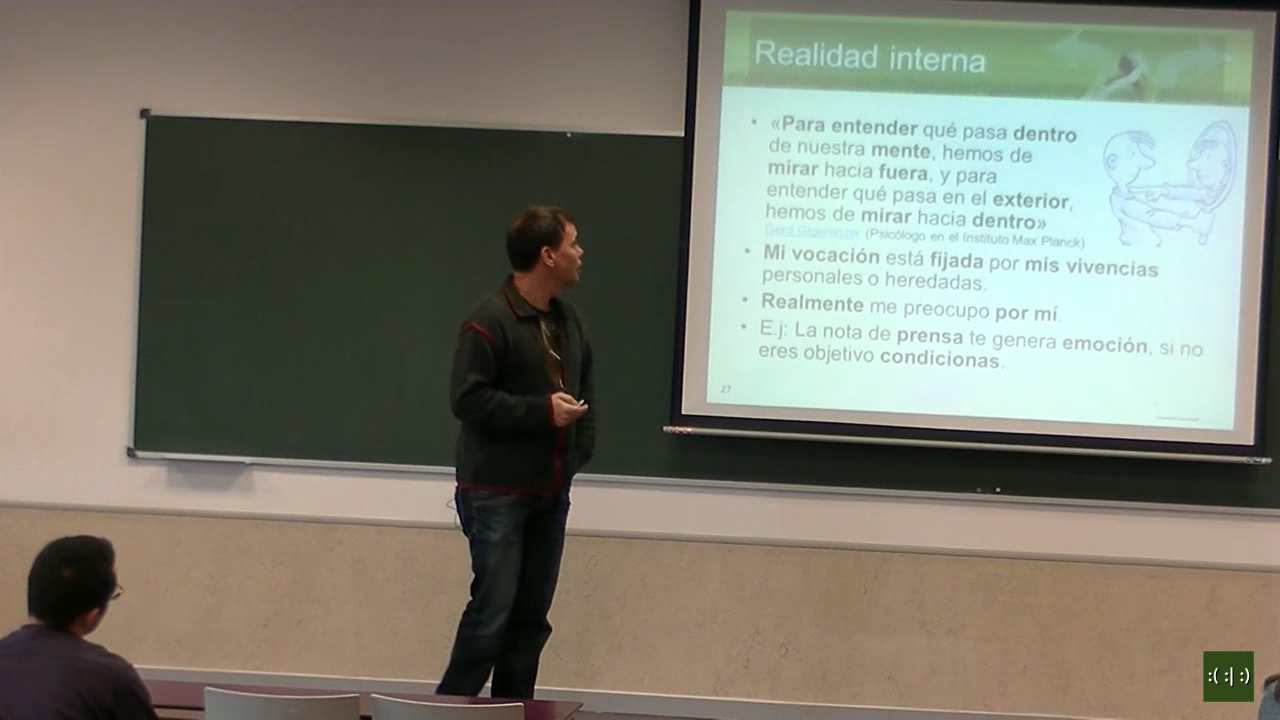 Realidad interna
• «Para entender qué pasa dentro
de nuestra mente, hemos de
mirar hacia fuera, y para
entender qué pasa en el exterior,
hemos de mirar hacia dentro»
Gerd Gigerenzer (Psicólogo en el Instituto Max Planck)
• Mi vocación está fijada por mis vivencias
personales o heredadas.
• Realmente me preocupo por mí.
• E.j: La nota de prensa te genera emoción, si no
eres objetivo condicionas.
27
:( :| :)